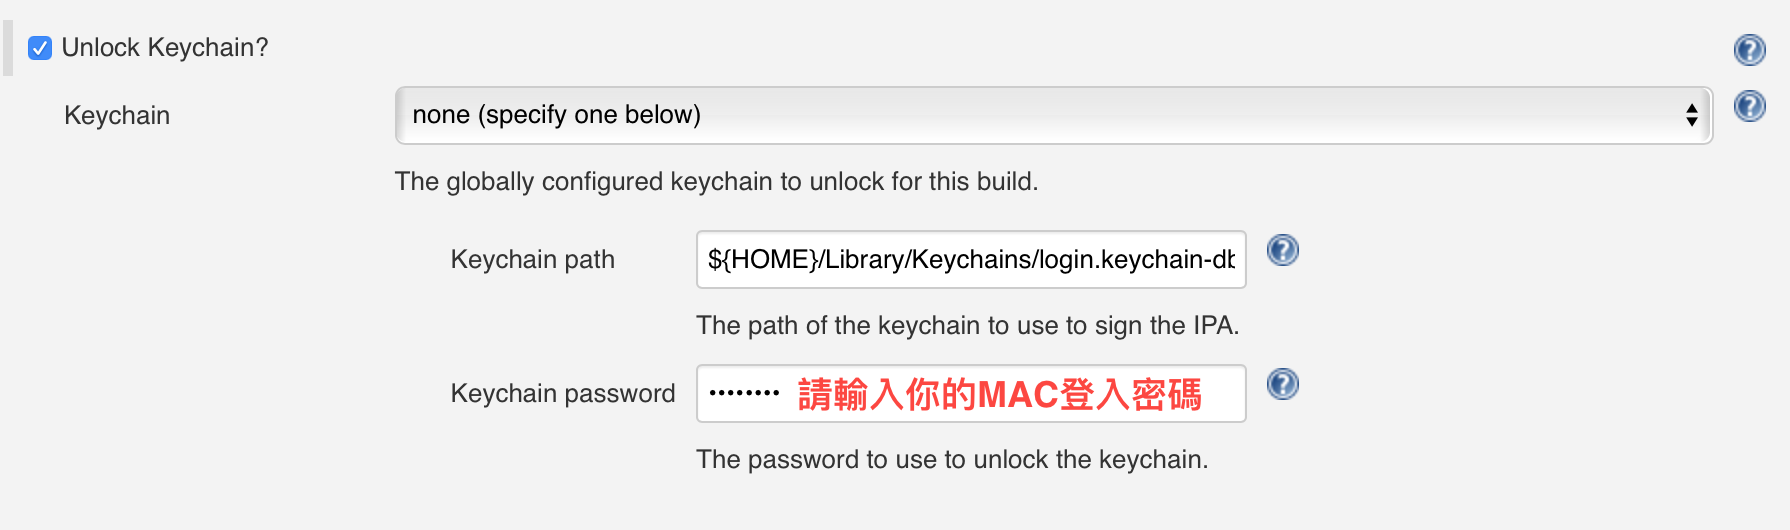 Unlock Keychain?
Keychain
none (specify one below)
The globally configured keychain to unlock for this build.
Keychain path
${HOME}/Library/Keychains/login.keychain-db
The path of the keychain to use to sign the IPA.
Keychain password
•••••••• 請輸入你的MAC登入密碼
The password to use to unlock the keychain.